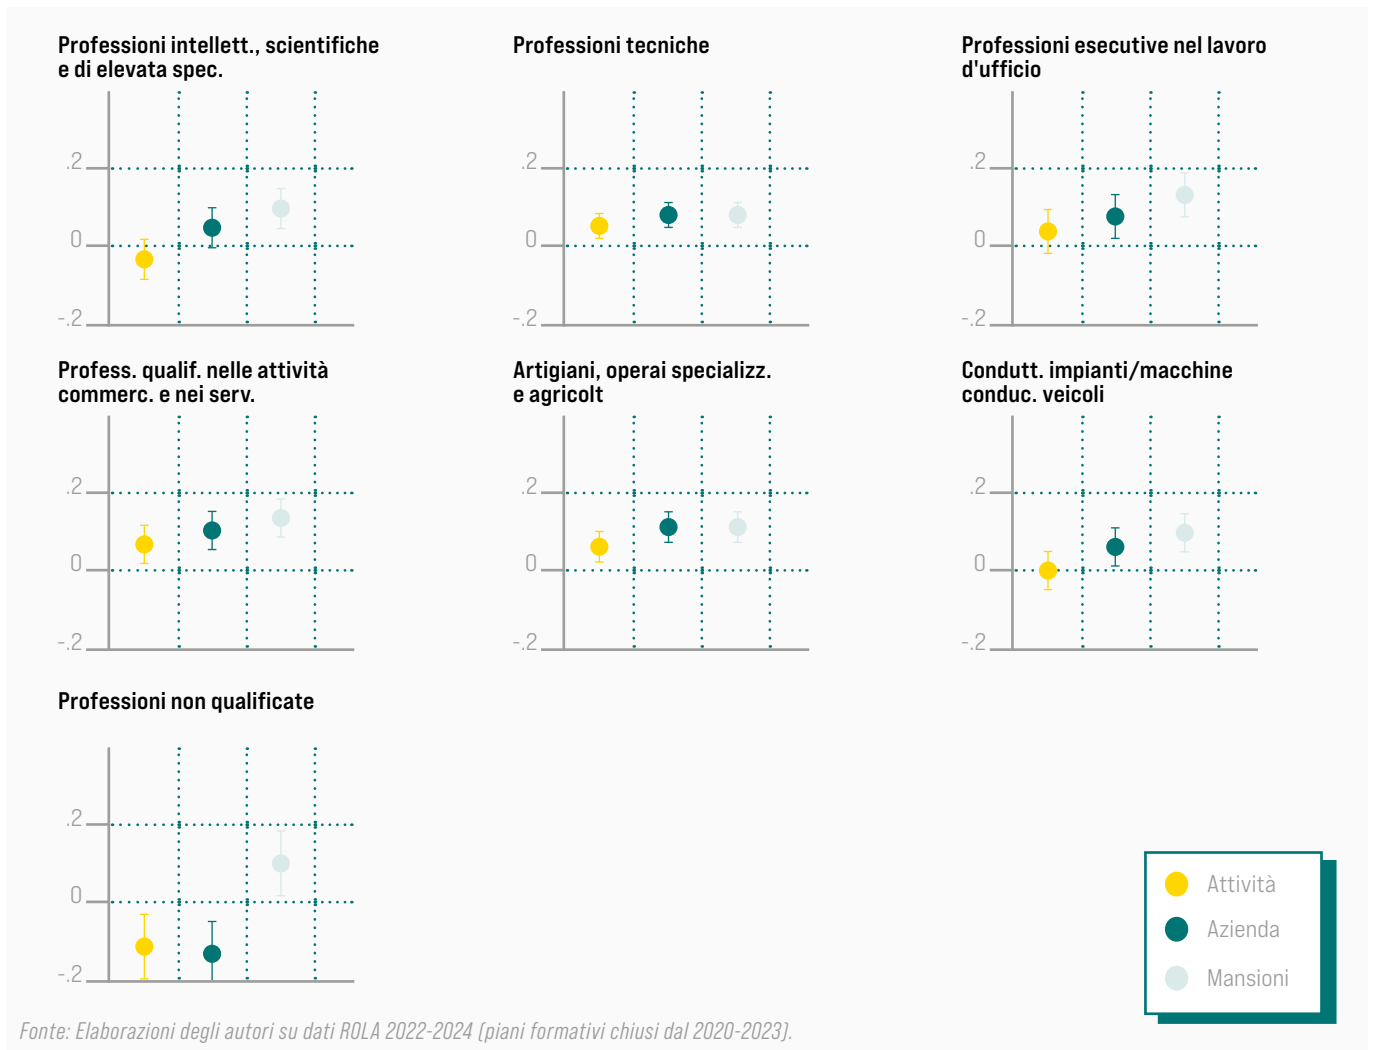 Professioni intellett., scientifiche
e di elevata spec.
Professioni tecniche
Professioni esecutive nel lavoro
d'ufficio
.2
0
-.2
.2
0
-.2
.2
0
-.2
Profess. qualif. nelle attività
commerc. e nei serv.
Artigiani, operai specializz.
e agricolt
Condutt. impianti/macchine
conduc. veicoli
.2
0
-.2
.2
0
-.2
.2
0
-.2
Professioni non qualificate
.2
0
-.2
Attività
Azienda
Mansioni
Fonte: Elaborazioni degli autori su dati ROLA 2022-2024 (piani formativi chiusi dal 2020-2023).